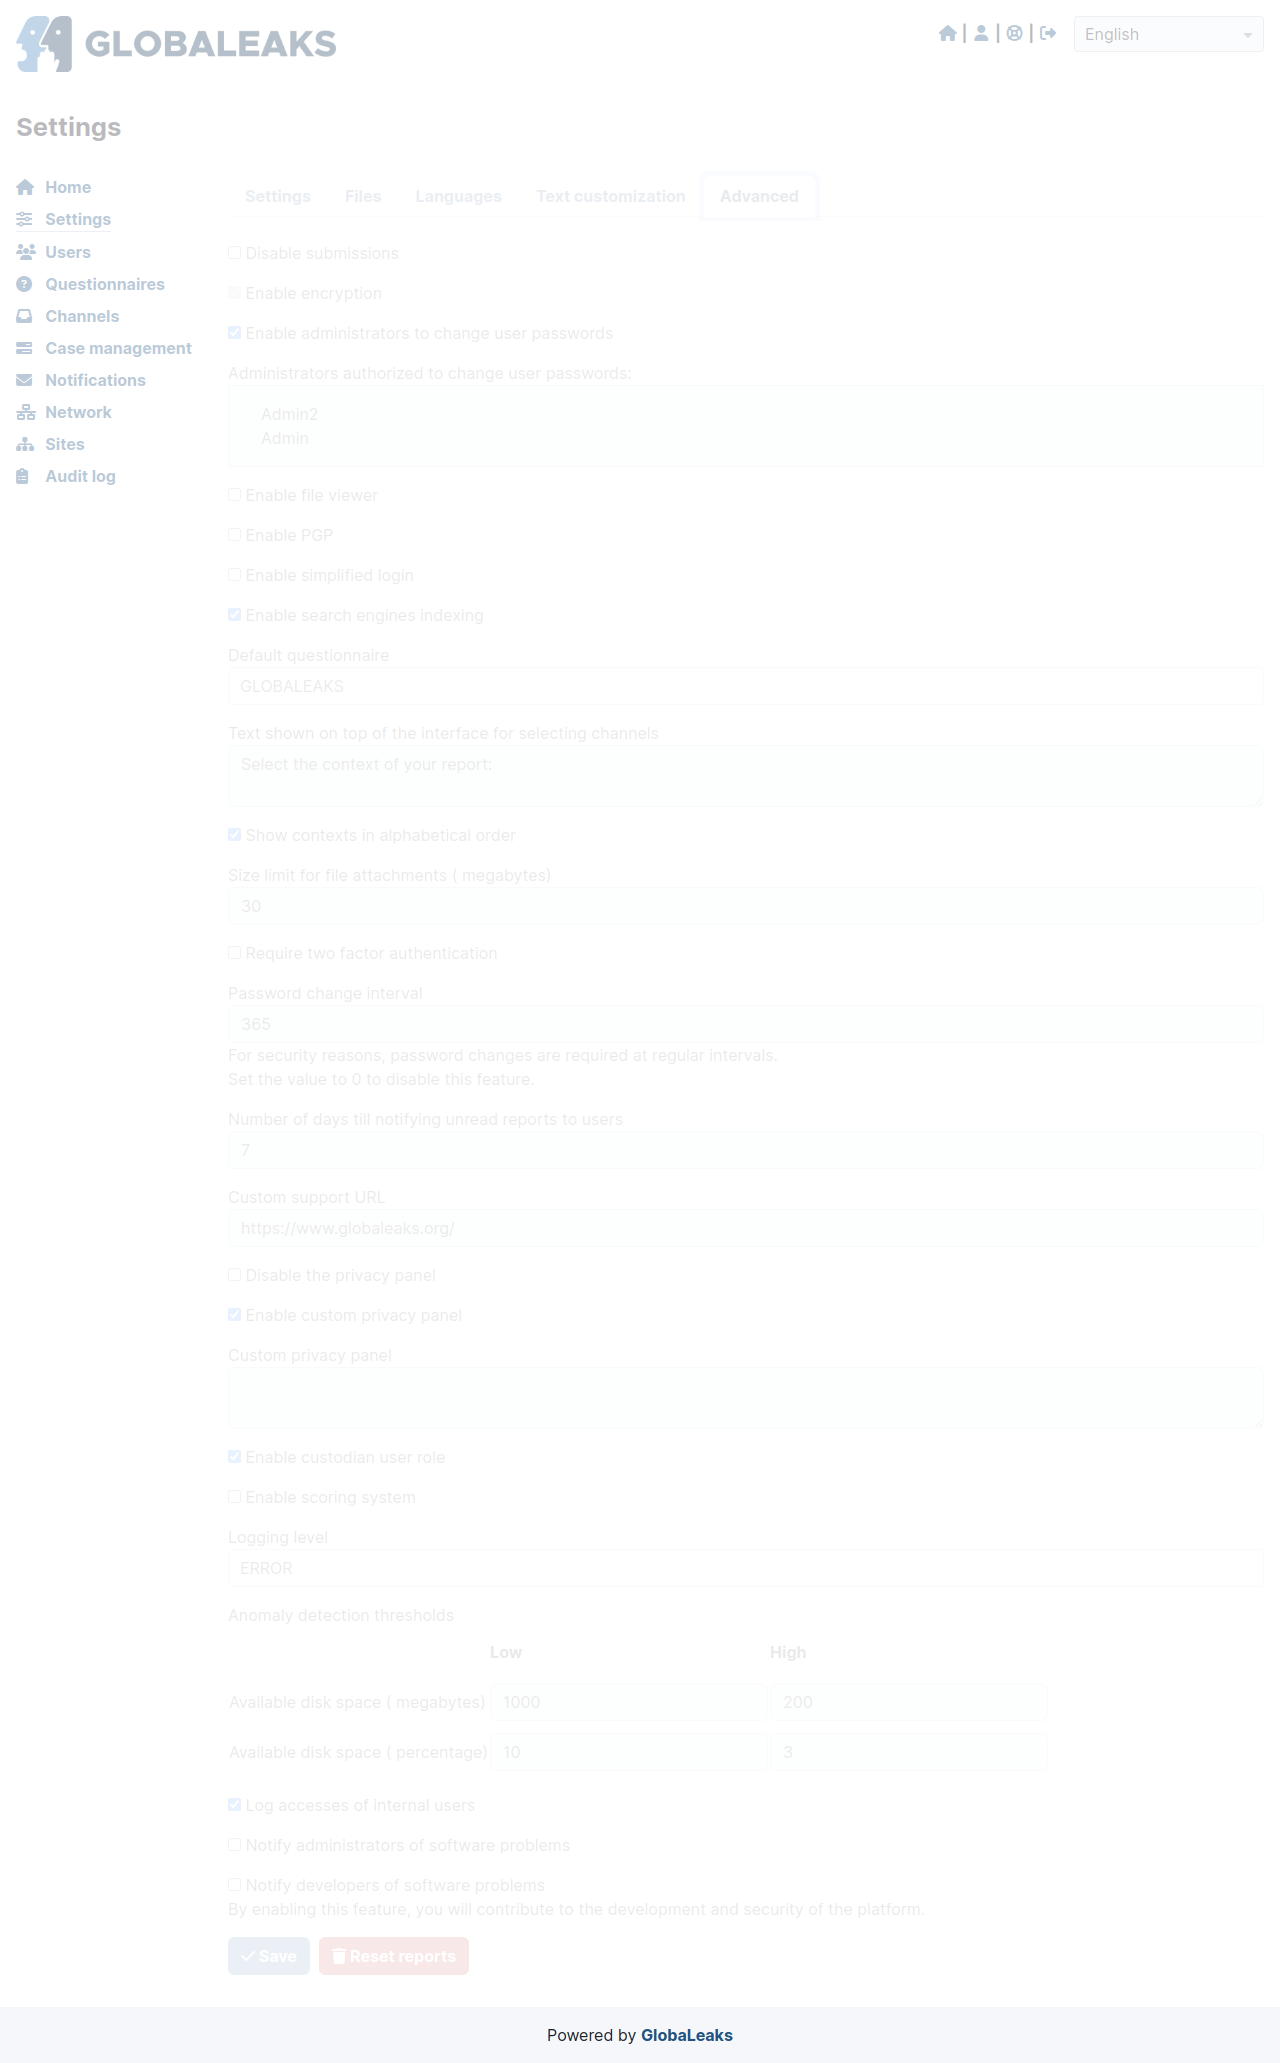 GLOBALEAKS
English
Settings
Home
Settings
Users
Questionnaires
Channels
Case management
Notifications
Network
Sites
Audit log
Settings Files Languages Text customization Advanced
Disable submissions
Enable encryption
Enable administrators to change user passwords
Administrators authorized to change user passwords:
Admin2
Admin
Enable file viewer
Enable PGP
Enable simplified login
Enable search engines indexing
Default questionnaire
GLOBALEAKS
Text shown on top of the interface for selecting channels
Select the context of your report:
Show contexts in alphabetical order
Size limit for file attachments ( megabytes)
30
Require two factor authentication
Password change interval
365
For security reasons, password changes are required at regular intervals.
Set the value to 0 to disable this feature.
Number of days till notifying unread reports to users
7
Custom support URL
https://www.globaleaks.org/
Disable the privacy panel
Enable custom privacy panel
Custom privacy panel
Enable custodian user role
Enable scoring system
Logging level
ERROR
Anomaly detection thresholds
Low High
Available disk space ( megabytes) 1000 200
Available disk space ( percentage) 10 3
Log accesses of internal users
Notify administrators of software problems
Notify developers of software problems
By enabling this feature, you will contribute to the development and security of the platform.
Save Reset reports
Powered by GlobaLeaks